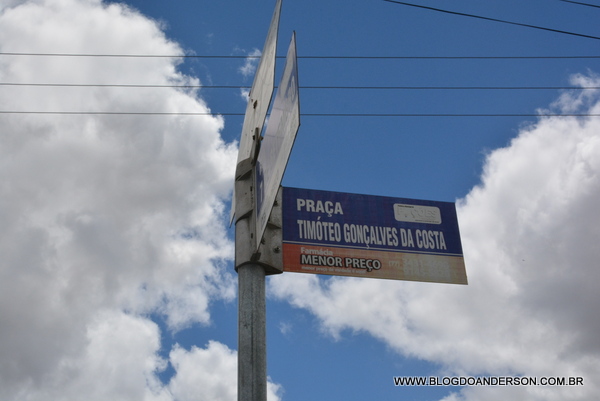 PRAÇA
TIMÓTEO GONÇALVES DA COSTA
Farmácia
MENOR PREÇO
WWW.BLOGDOANDERSON.COM.BR